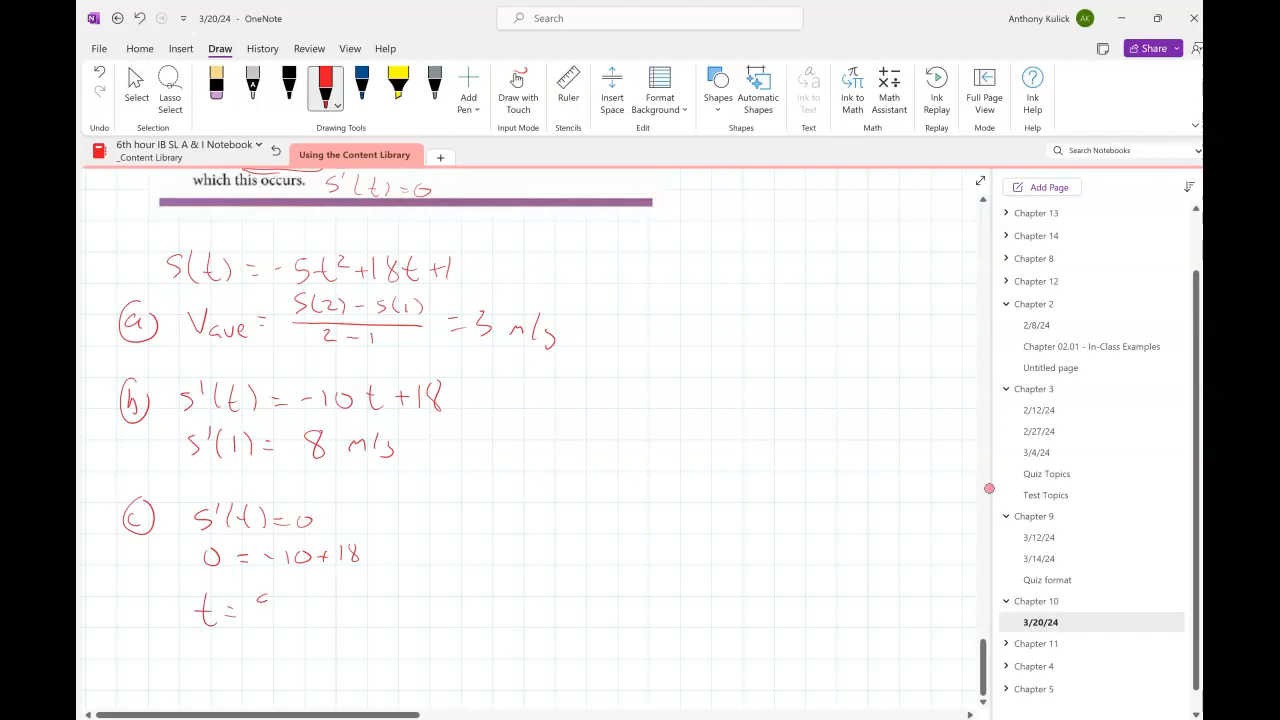 3/20/24 - OneNote
Search
Anthony Kulick
AK
File Home Insert Draw History Review View Help
Share
Select
Lasso Select
Add Pen
Draw with Touch
Ruler
Insert Space
Format Background
Shapes
Automatic Shapes
Ink to Text
Ink to Math
Math Assistant
Ink Replay
Full Page View
Ink Help
Undo
Selection
Drawing Tools
Input Mode
Stencils
Edit
Shapes
Text
Math
Replay
Mode
Help
6th hour IB SL A & I Notebook
_Content Library
Using the Content Library
Search Notebooks
which this occurs. s'(t)=0
s(t) = -5t²+18t+1
a Vave = s(2)-s(1) / 2-1 = 3 m/s
b s'(t) = -10t+18
s'(1) = 8 m/s
c s'(t)=0
0 = -10+18
t =
Add Page
Chapter 13
Chapter 14
Chapter 8
Chapter 12
Chapter 2
2/8/24
Chapter 02.01 - In-Class Examples
Untitled page
Chapter 3
2/12/24
2/27/24
3/4/24
Quiz Topics
Test Topics
Chapter 9
3/12/24
3/14/24
Quiz format
Chapter 10
3/20/24
Chapter 11
Chapter 4
Chapter 5